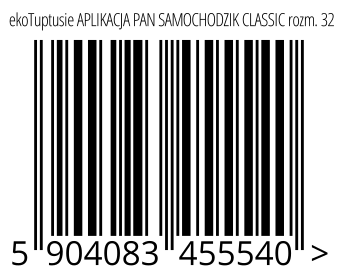 ekoTuptusie APLIKACJA PAN SAMOCHODZIK CLASSIC rozm. 32
5 904083 455540 >